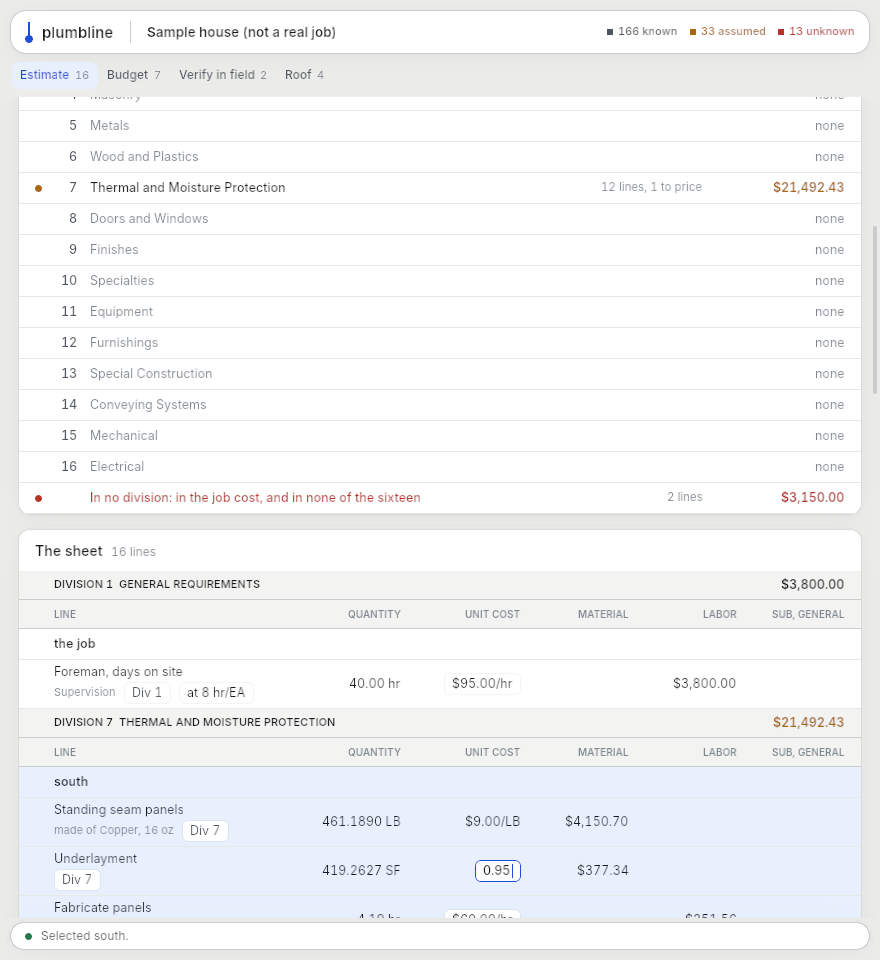 plumbline
Sample house (not a real job)
166 known
33 assumed
13 unknown
Estimate 16
Budget 7
Verify in field 2
Roof 4
5 Metals none
6 Wood and Plastics none
7 Thermal and Moisture Protection 12 lines, 1 to price $21,492.43
8 Doors and Windows none
9 Finishes none
10 Specialties none
11 Equipment none
12 Furnishings none
13 Special Construction none
14 Conveying Systems none
15 Mechanical none
16 Electrical none
In no division: in the job cost, and in none of the sixteen 2 lines $3,150.00
The sheet 16 lines
DIVISION 1 GENERAL REQUIREMENTS $3,800.00
LINE QUANTITY UNIT COST MATERIAL LABOR SUB, GENERAL
the job
Foreman, days on site
Supervision Div 1 at 8 hr/EA 40.00 hr $95.00/hr $3,800.00
DIVISION 7 THERMAL AND MOISTURE PROTECTION $21,492.43
LINE QUANTITY UNIT COST MATERIAL LABOR SUB, GENERAL
south
Standing seam panels
made of Copper, 16 oz Div 7 461.1890 LB $9.00/LB $4,150.70
Underlayment
Div 7 419.2627 SF 0.95 $377.34
Fabricate panels
Selected south.